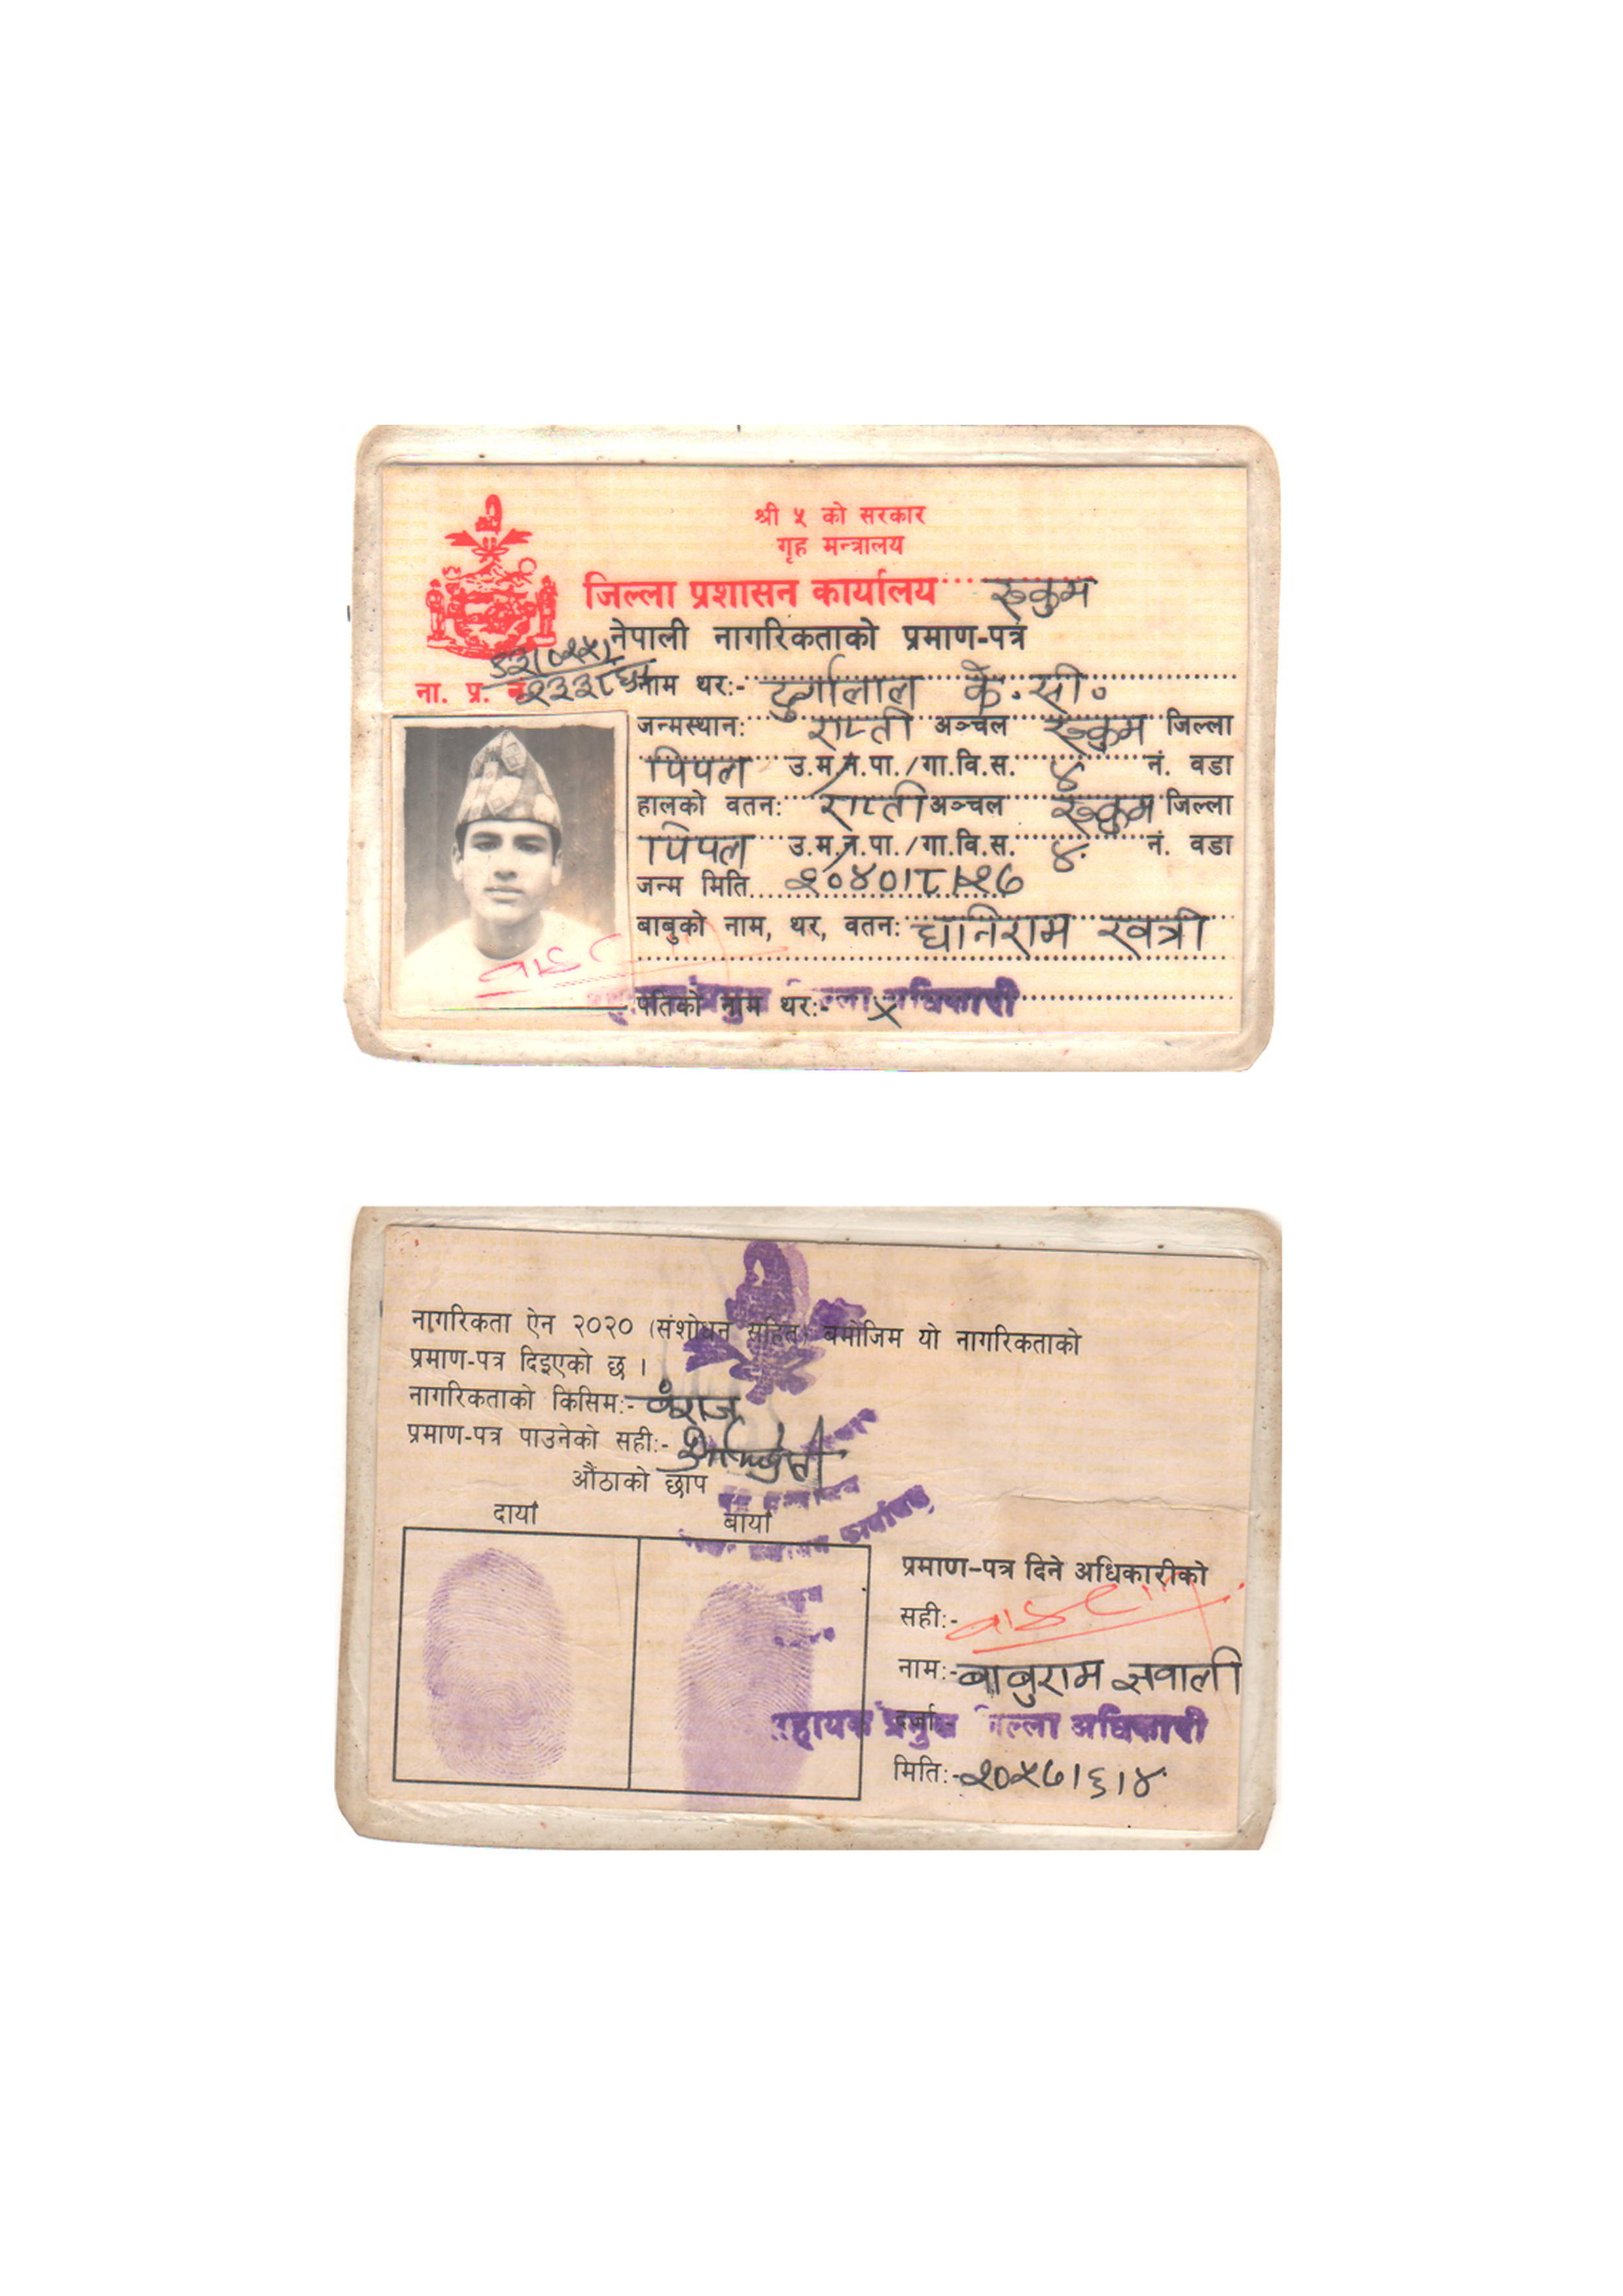 श्री ५ को सरकार
गृह मन्त्रालय
जिल्ला प्रशासन कार्यालय रुकुम
नेपाली नागरिकताको प्रमाण-पत्र
ना. प्र. नं.
नाम थर:- दुर्गालाल के.सी.
जन्मस्थान: राप्ती अञ्चल रुकुम जिल्ला
पिपल उ.म.न.पा./गा.वि.स. ४ नं. वडा
हालको वतन: राप्ती अञ्चल रुकुम जिल्ला
पिपल उ.म.न.पा./गा.वि.स. ४ नं. वडा
जन्म मिति २०४०।८।२७
बाबुको नाम, थर, वतन: धनिराम खत्री
पतिको नाम थर:- ×
नागरिकता ऐन २०२० (संशोधन सहित) बमोजिम यो नागरिकताको
प्रमाण-पत्र दिइएको छ ।
नागरिकताको किसिम:- वंशज
प्रमाण-पत्र पाउनेको सही:-
औंठाको छाप
दायाँ बायाँ
प्रमाण-पत्र दिने अधिकारीको
सही:-
नाम:- बाबुराम ज्ञवाली
दर्जा:- सहायक प्रमुख जिल्ला अधिकारी
मिति:- २०५७।६।४